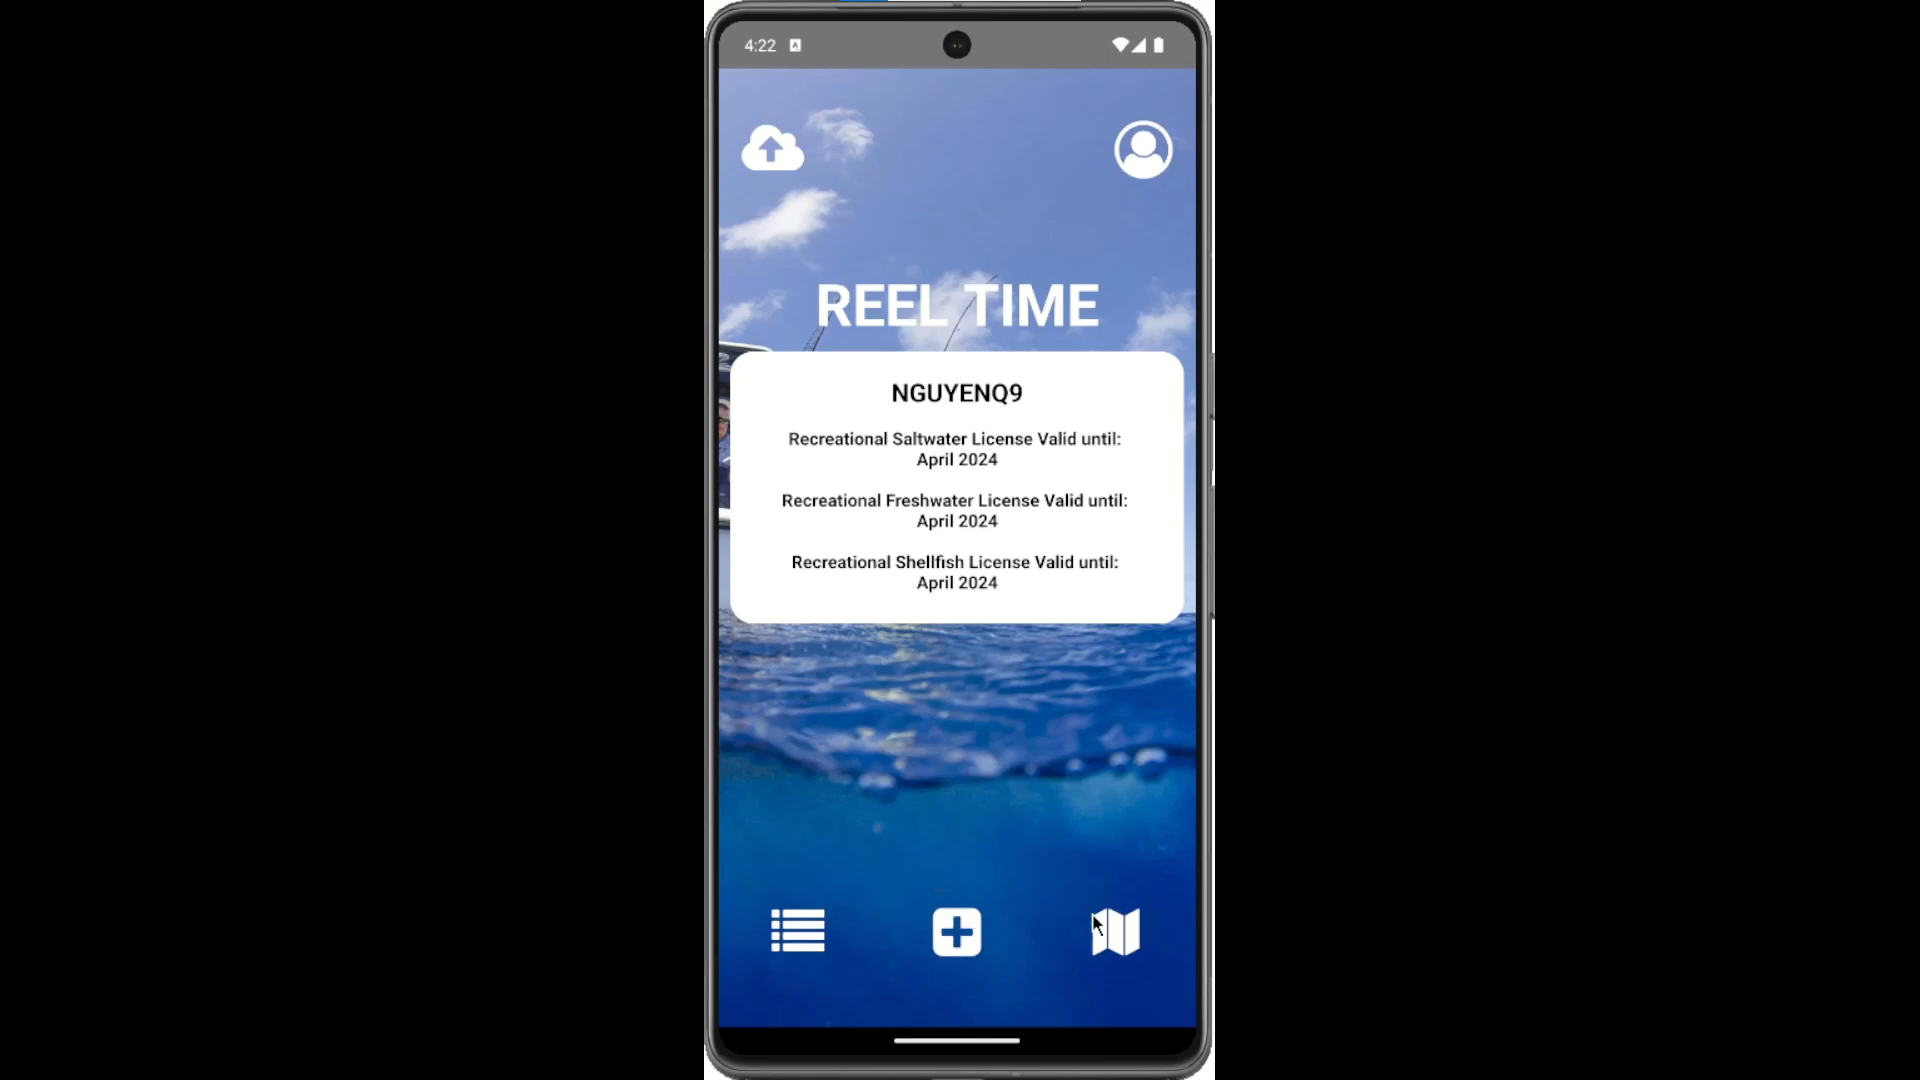 4:22
REEL TIME
NGUYENQ9
Recreational Saltwater License Valid until:
April 2024
Recreational Freshwater License Valid until:
April 2024
Recreational Shellfish License Valid until:
April 2024